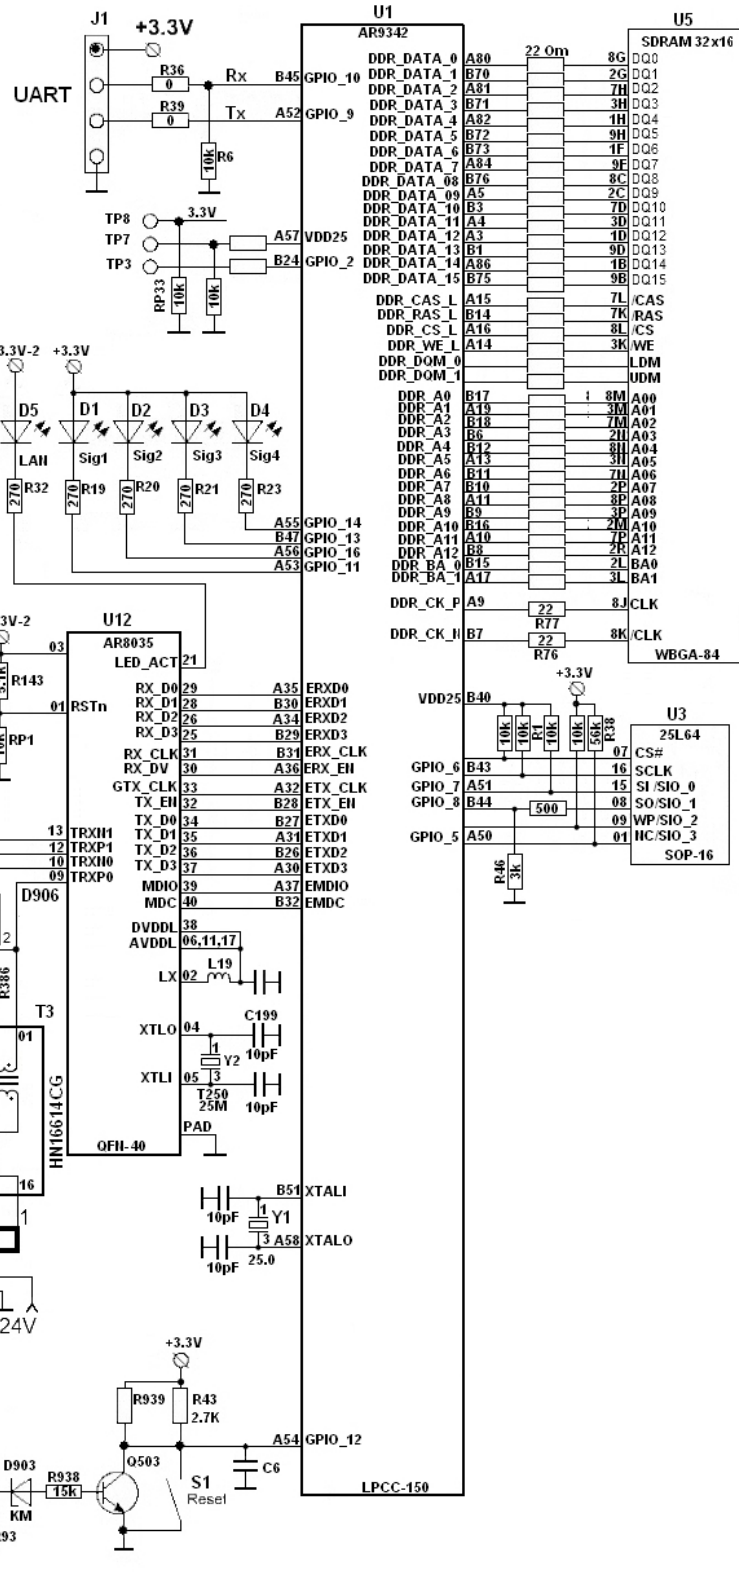 J1
+3.3V
U1
AR9342
U5
SDRAM 32x16
UART
R36
0
Rx
B45 GPIO_10
R39
0
Tx
A52 GPIO_9
10k
R6
22 Om
DDR_DATA_0 A80 8G DQ0
DDR_DATA_1 B70 2G DQ1
DDR_DATA_2 A81 7H DQ2
DDR_DATA_3 B71 3H DQ3
DDR_DATA_4 A82 1H DQ4
DDR_DATA_5 B72 9H DQ5
DDR_DATA_6 B73 1F DQ6
DDR_DATA_7 A84 9F DQ7
DDR_DATA_08 B76 8C DQ8
DDR_DATA_09 A5 2C DQ9
DDR_DATA_10 B3 7D DQ10
DDR_DATA_11 A4 3D DQ11
DDR_DATA_12 A3 1D DQ12
DDR_DATA_13 B1 9D DQ13
DDR_DATA_14 A86 1B DQ14
DDR_DATA_15 B75 9B DQ15
TP8 3.3V
TP7 A57 VDD25
TP3 B24 GPIO_2
RP33
10k
10k
DDR_CAS_L A15 7L /CAS
DDR_RAS_L B14 7K /RAS
DDR_CS_L A16 8L /CS
DDR_WE_L A14 3K /WE
DDR_DQM_0 LDM
DDR_DQM_1 UDM
DDR_A0 B17 8M A00
DDR_A1 A19 3M A01
DDR_A2 B18 7M A02
DDR_A3 B6 2N A03
DDR_A4 B12 8N A04
DDR_A5 A13 3N A05
DDR_A6 B11 7N A06
DDR_A7 B10 2P A07
DDR_A8 A11 8P A08
DDR_A9 B9 3P A09
DDR_A10 B16 2M A10
DDR_A11 A10 7P A11
DDR_A12 B8 2R A12
DDR_BA_0 B15 2L BA0
DDR_BA_1 A17 3L BA1
DDR_CK_P A9 22 8J CLK
R77
DDR_CK_N B7 22 8K /CLK
R76
WBGA-84
3.3V-2 +3.3V
D5 D1 D2 D3 D4
LAN Sig1 Sig2 Sig3 Sig4
270 R32 270 R19 270 R20 270 R21 270 R23
A55 GPIO_14
B47 GPIO_13
A56 GPIO_16
A53 GPIO_11
3V-2
U12
AR8035
03
LED_ACT 21
R143
01 RSTn
RP1
RX_D0 29 A35 ERXD0
RX_D1 28 B30 ERXD1
RX_D2 26 A34 ERXD2
RX_D3 25 B29 ERXD3
RX_CLK 31 B31 ERX_CLK
RX_DV 30 A36 ERX_EN
GTX_CLK 33 A32 ETX_CLK
TX_EN 32 B28 ETX_EN
TX_D0 34 B27 ETXD0
TX_D1 35 A31 ETXD1
TX_D2 36 B26 ETXD2
TX_D3 37 A30 ETXD3
MDIO 39 A37 EMDIO
MDC 40 B32 EMDC
13 TRXN1
12 TRXP1
10 TRXN0
09 TRXP0
D906
DVDDL 38
AVDDL 06,11,17
LX 02 L19
XTLO 04
C199
10pF
1
Y2
3
XTLI 05
T250
25M
10pF
PAD
QFN-40
2
R386
T3
01
HN16614CG
16
1
24V
+3.3V
VDD25 B40
10k 10k R1 10k 10k 56k R38
U3
25L64
07 CS#
GPIO_6 B43 16 SCLK
GPIO_7 A51 15 SI /SIO_0
GPIO_8 B44 500 08 SO/SIO_1
09 WP/SIO_2
GPIO_5 A50 01 NC/SIO_3
SOP-16
R46
3k
B51 XTALI
10pF
1
Y1
3 A58 XTALO
10pF
25.0
+3.3V
R939 R43
2.7K
A54 GPIO_12
D903
R938
15k
Q503
S1
Reset
C6
KM
R93
LPCC-150